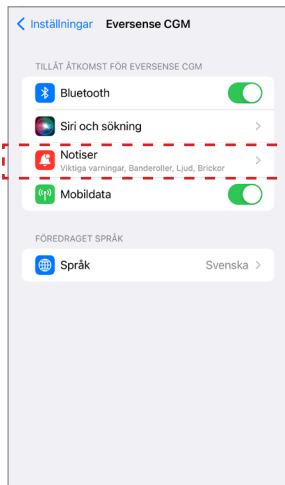 Inställningar Eversense CGM
TILLÅT ÅTKOMST FÖR EVERSENSE CGM
Bluetooth
Siri och sökning
Notiser
Viktiga varningar, Banderoller, Ljud, Brickor
Mobildata
FÖREDRAGET SPRÅK
Språk Svenska